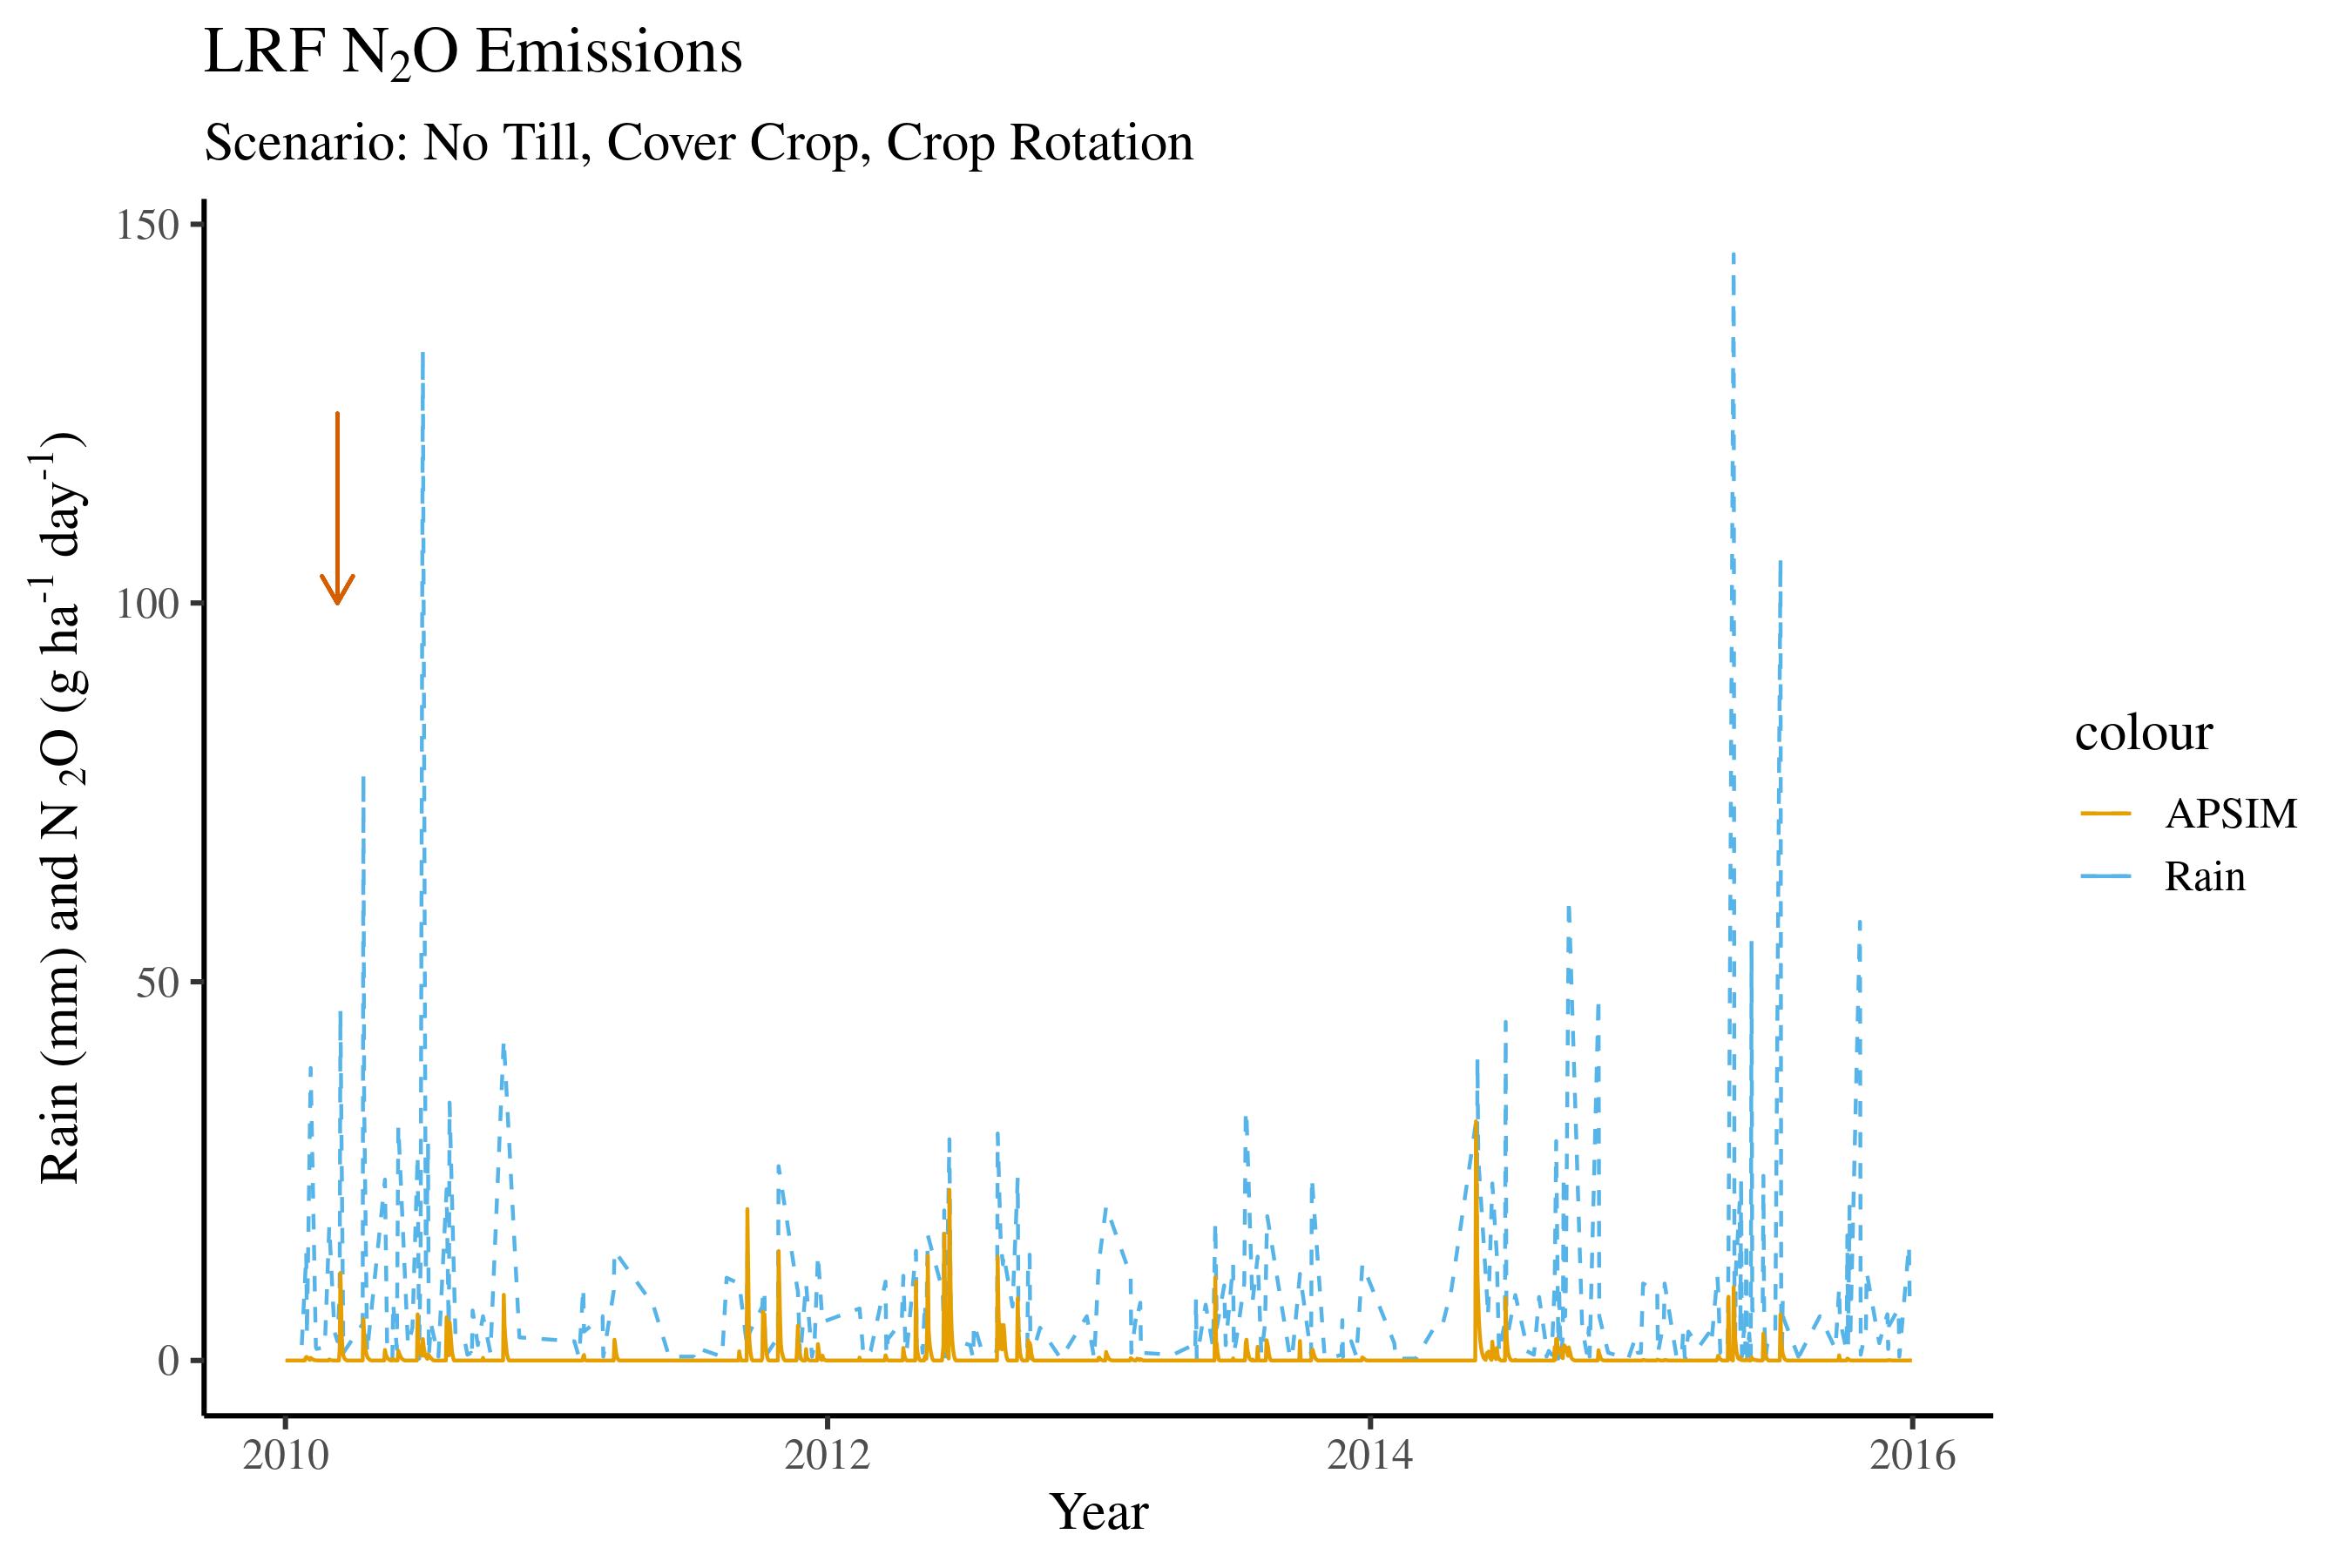 LRF N₂O Emissions
Scenario: No Till, Cover Crop, Crop Rotation
Rain (mm) and N ₂O (g ha⁻¹ day⁻¹)
150
100
50
0
2010 2012 2014 2016
Year
colour
APSIM
Rain